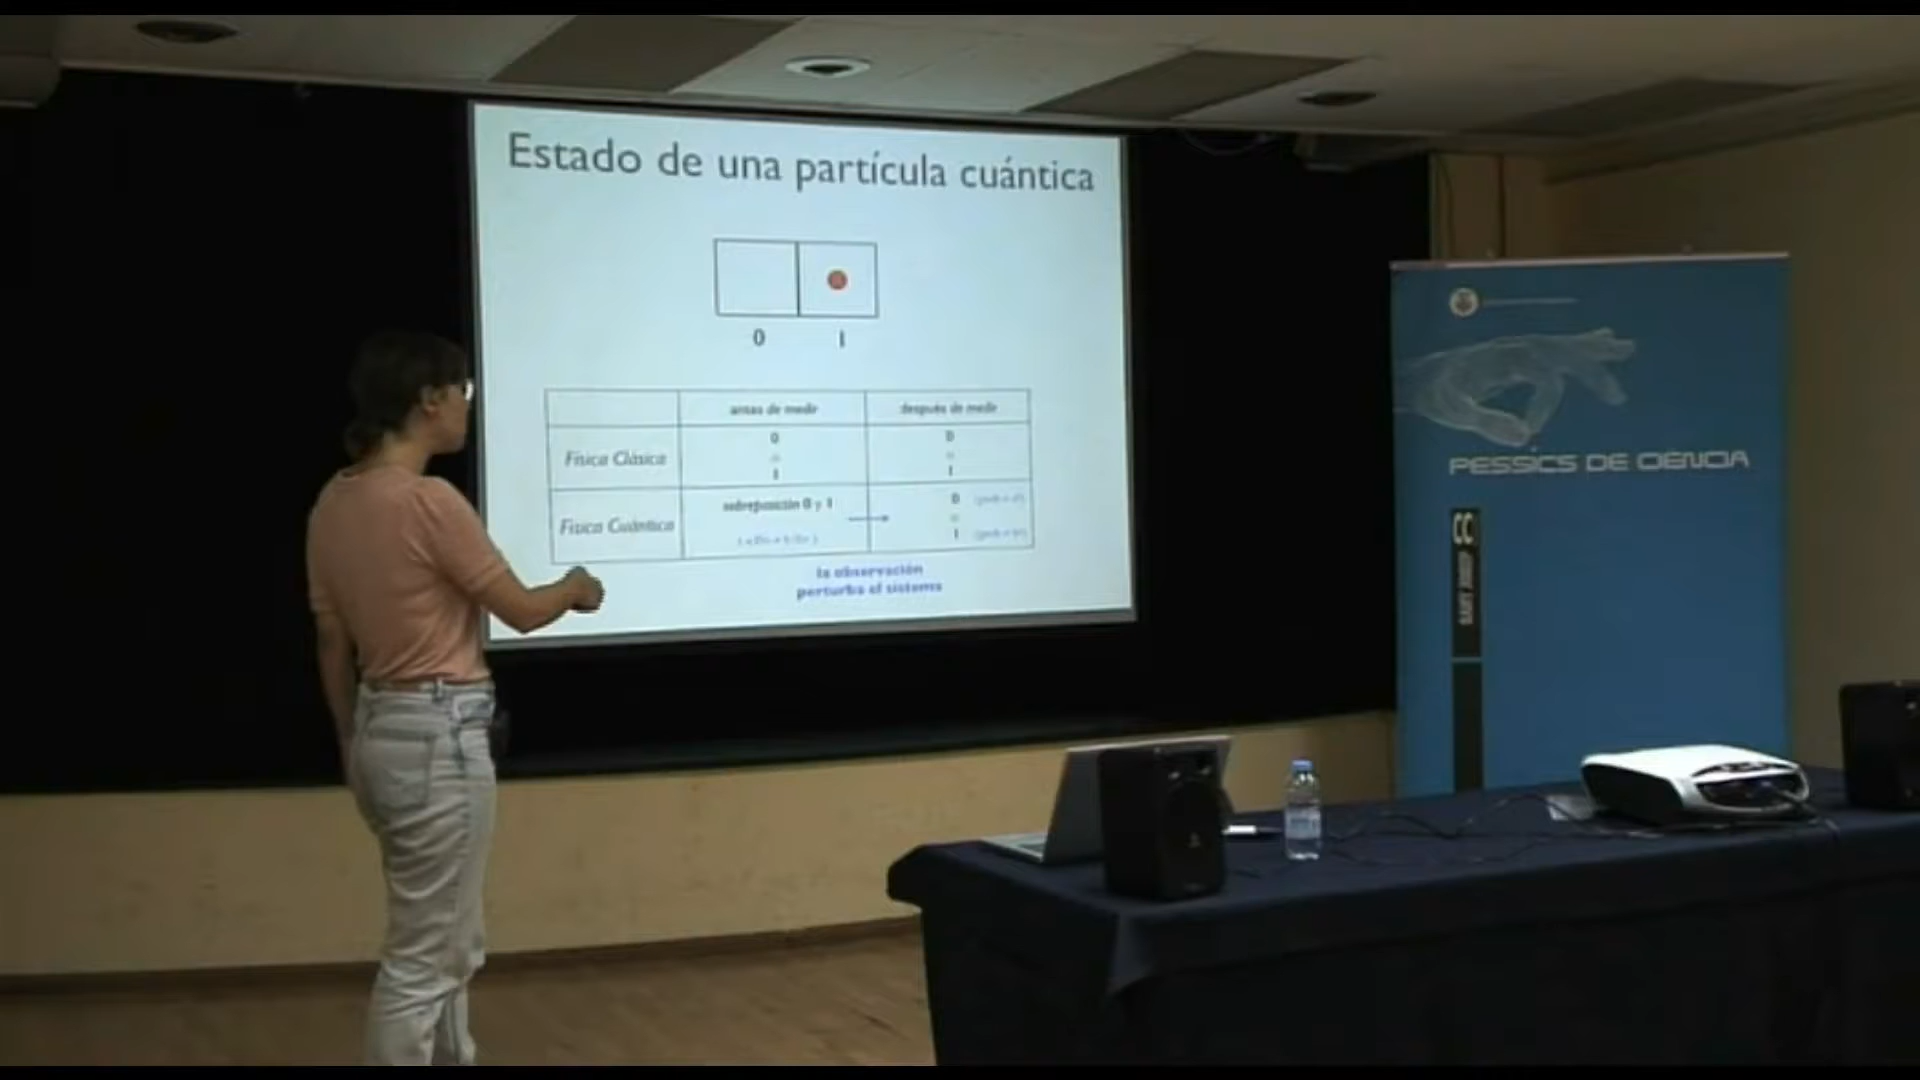 Estado de una partícula cuántica
0 1
antes de medir después de medir
Física Clásica
0 0
o o
1 1
Física Cuántica
sobreposición 0 y 1
0
o
1
la observación
perturba el sistema
PESSICS DE CIENCIA